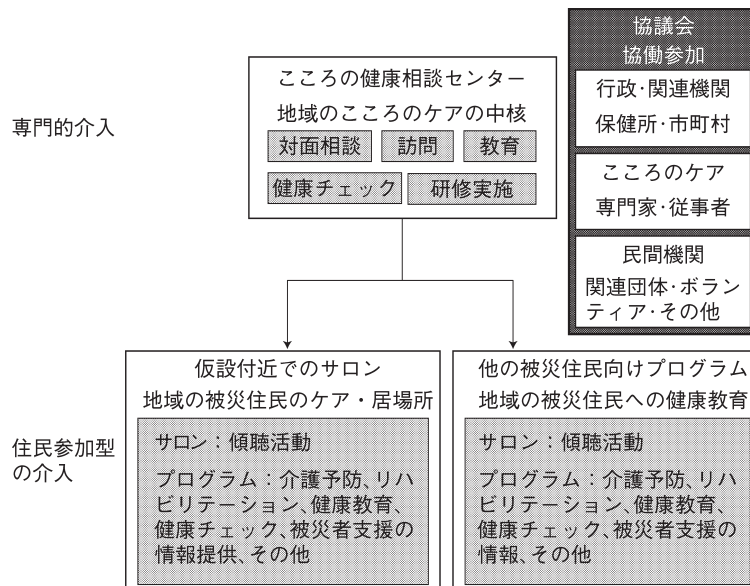 協議会
協働参加
行政・関連機関
保健所・市町村
こころのケア
専門家・従事者
民間機関
関連団体・ボラン
ティア・その他
専門的介入
こころの健康相談センター
地域のこころのケアの中核
対面相談 訪問 教育
健康チェック 研修実施
住民参加型
の介入
仮設付近でのサロン
地域の被災住民のケア・居場所
サロン：傾聴活動
プログラム：介護予防、リハ
ビリテーション、健康教育、
健康チェック、被災者支援の
情報提供、その他
他の被災住民向けプログラム
地域の被災住民への健康教育
サロン：傾聴活動
プログラム：介護予防、リハ
ビリテーション、健康教育、
健康チェック、被災者支援の
情報、その他